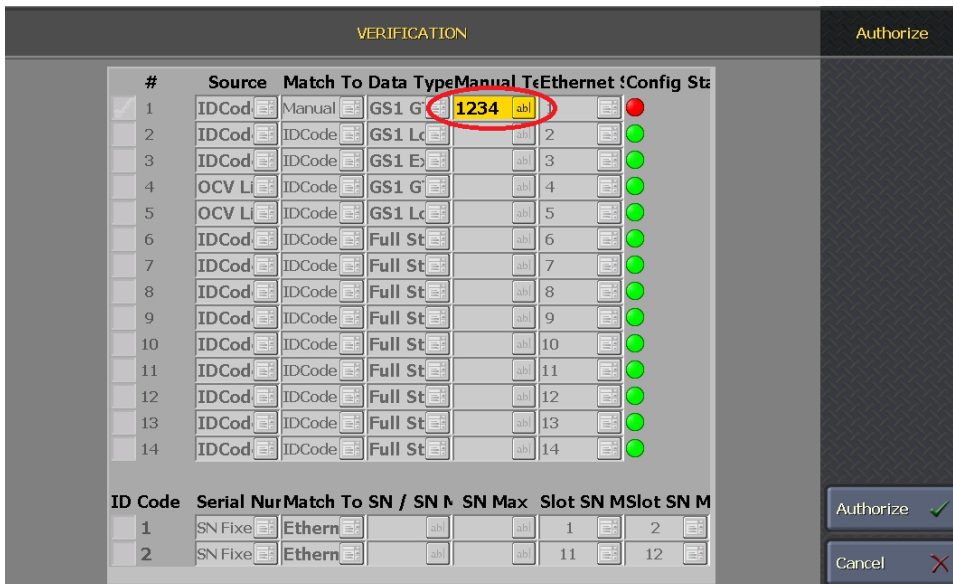 VERIFICATION Authorize
# Source Match To Data Type Manual Te Ethernet S Config Sta
1 IDCod Manual GS1 GT 1234 abl 1
2 IDCod IDCode GS1 Lo abl 2
3 IDCod IDCode GS1 Ex abl 3
4 OCV Li IDCode GS1 GT abl 4
5 OCV Li IDCode GS1 Lo abl 5
6 IDCod IDCode Full St abl 6
7 IDCod IDCode Full St abl 7
8 IDCod IDCode Full St abl 8
9 IDCod IDCode Full St abl 9
10 IDCod IDCode Full St abl 10
11 IDCod IDCode Full St abl 11
12 IDCod IDCode Full St abl 12
13 IDCod IDCode Full St abl 13
14 IDCod IDCode Full St abl 14
ID Code Serial Nur Match To SN / SN M SN Max Slot SN M Slot SN M
1 SN Fixe Ethern abl abl 1 2
2 SN Fixe Ethern abl abl 11 12
Authorize
Cancel